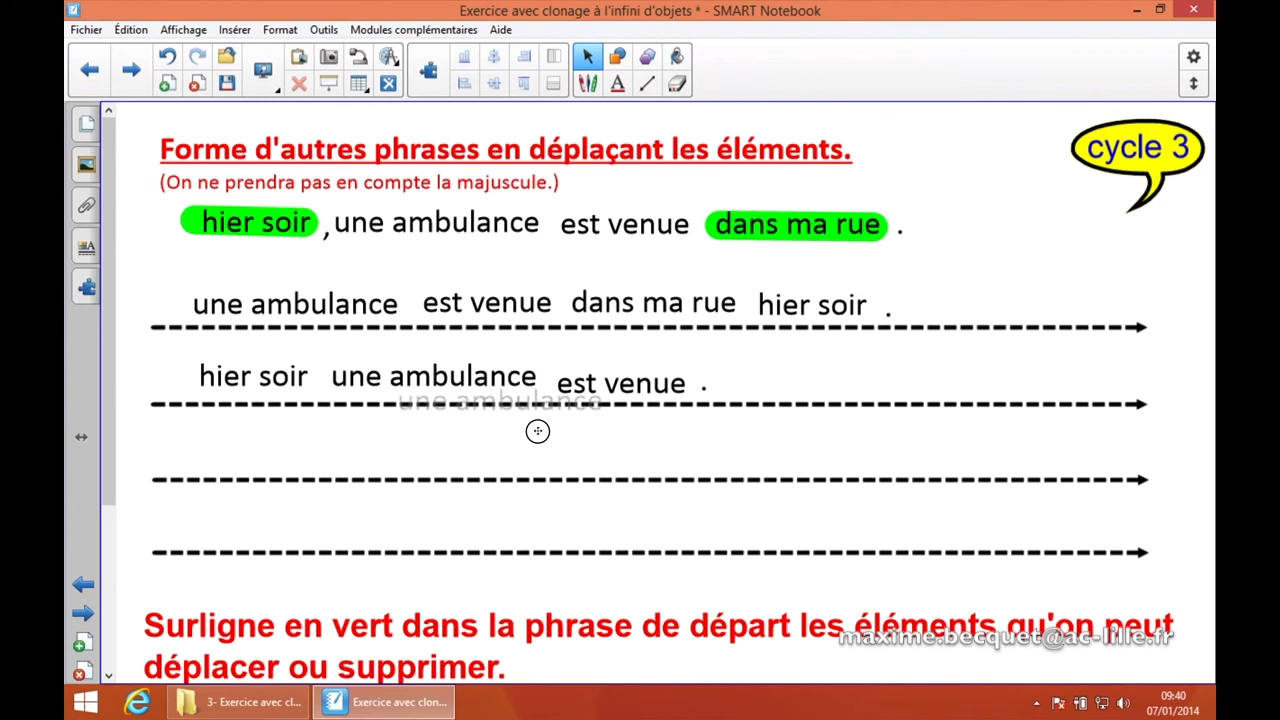 Exercice avec clonage à l'infini d'objets * - SMART Notebook
Fichier Édition Affichage Insérer Format Outils Modules complémentaires Aide
Forme d'autres phrases en déplaçant les éléments.
cycle 3
(On ne prendra pas en compte la majuscule.)
hier soir , une ambulance est venue dans ma rue .
une ambulance est venue dans ma rue hier soir .
hier soir une ambulance est venue .
une ambulance
Surligne en vert dans la phrase de départ les éléments qu'on peut
maxime.becquet@ac-lille.fr
déplacer ou supprimer.
3- Exercice avec cl... Exercice avec clon...
09:40
07/01/2014